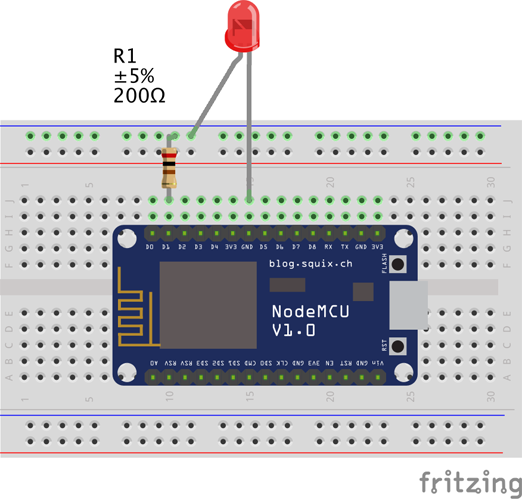 R1
±5%
200Ω
1 5 10 15 20 25 30
J
I
H
G
F
D0 D1 D2 D3 D4 3V3 GND D5 D6 D7 D8 RX TX GND 3V3
blog.squix.ch
FLASH
NodeMCU
V1.0
RST
A0 RSV RSV SD3 SD2 SD1 CMD SD0 CLK GND 3V3 EN RST GND Vin
E
D
C
B
A
1 5 10 15 20 25 30
fritzing